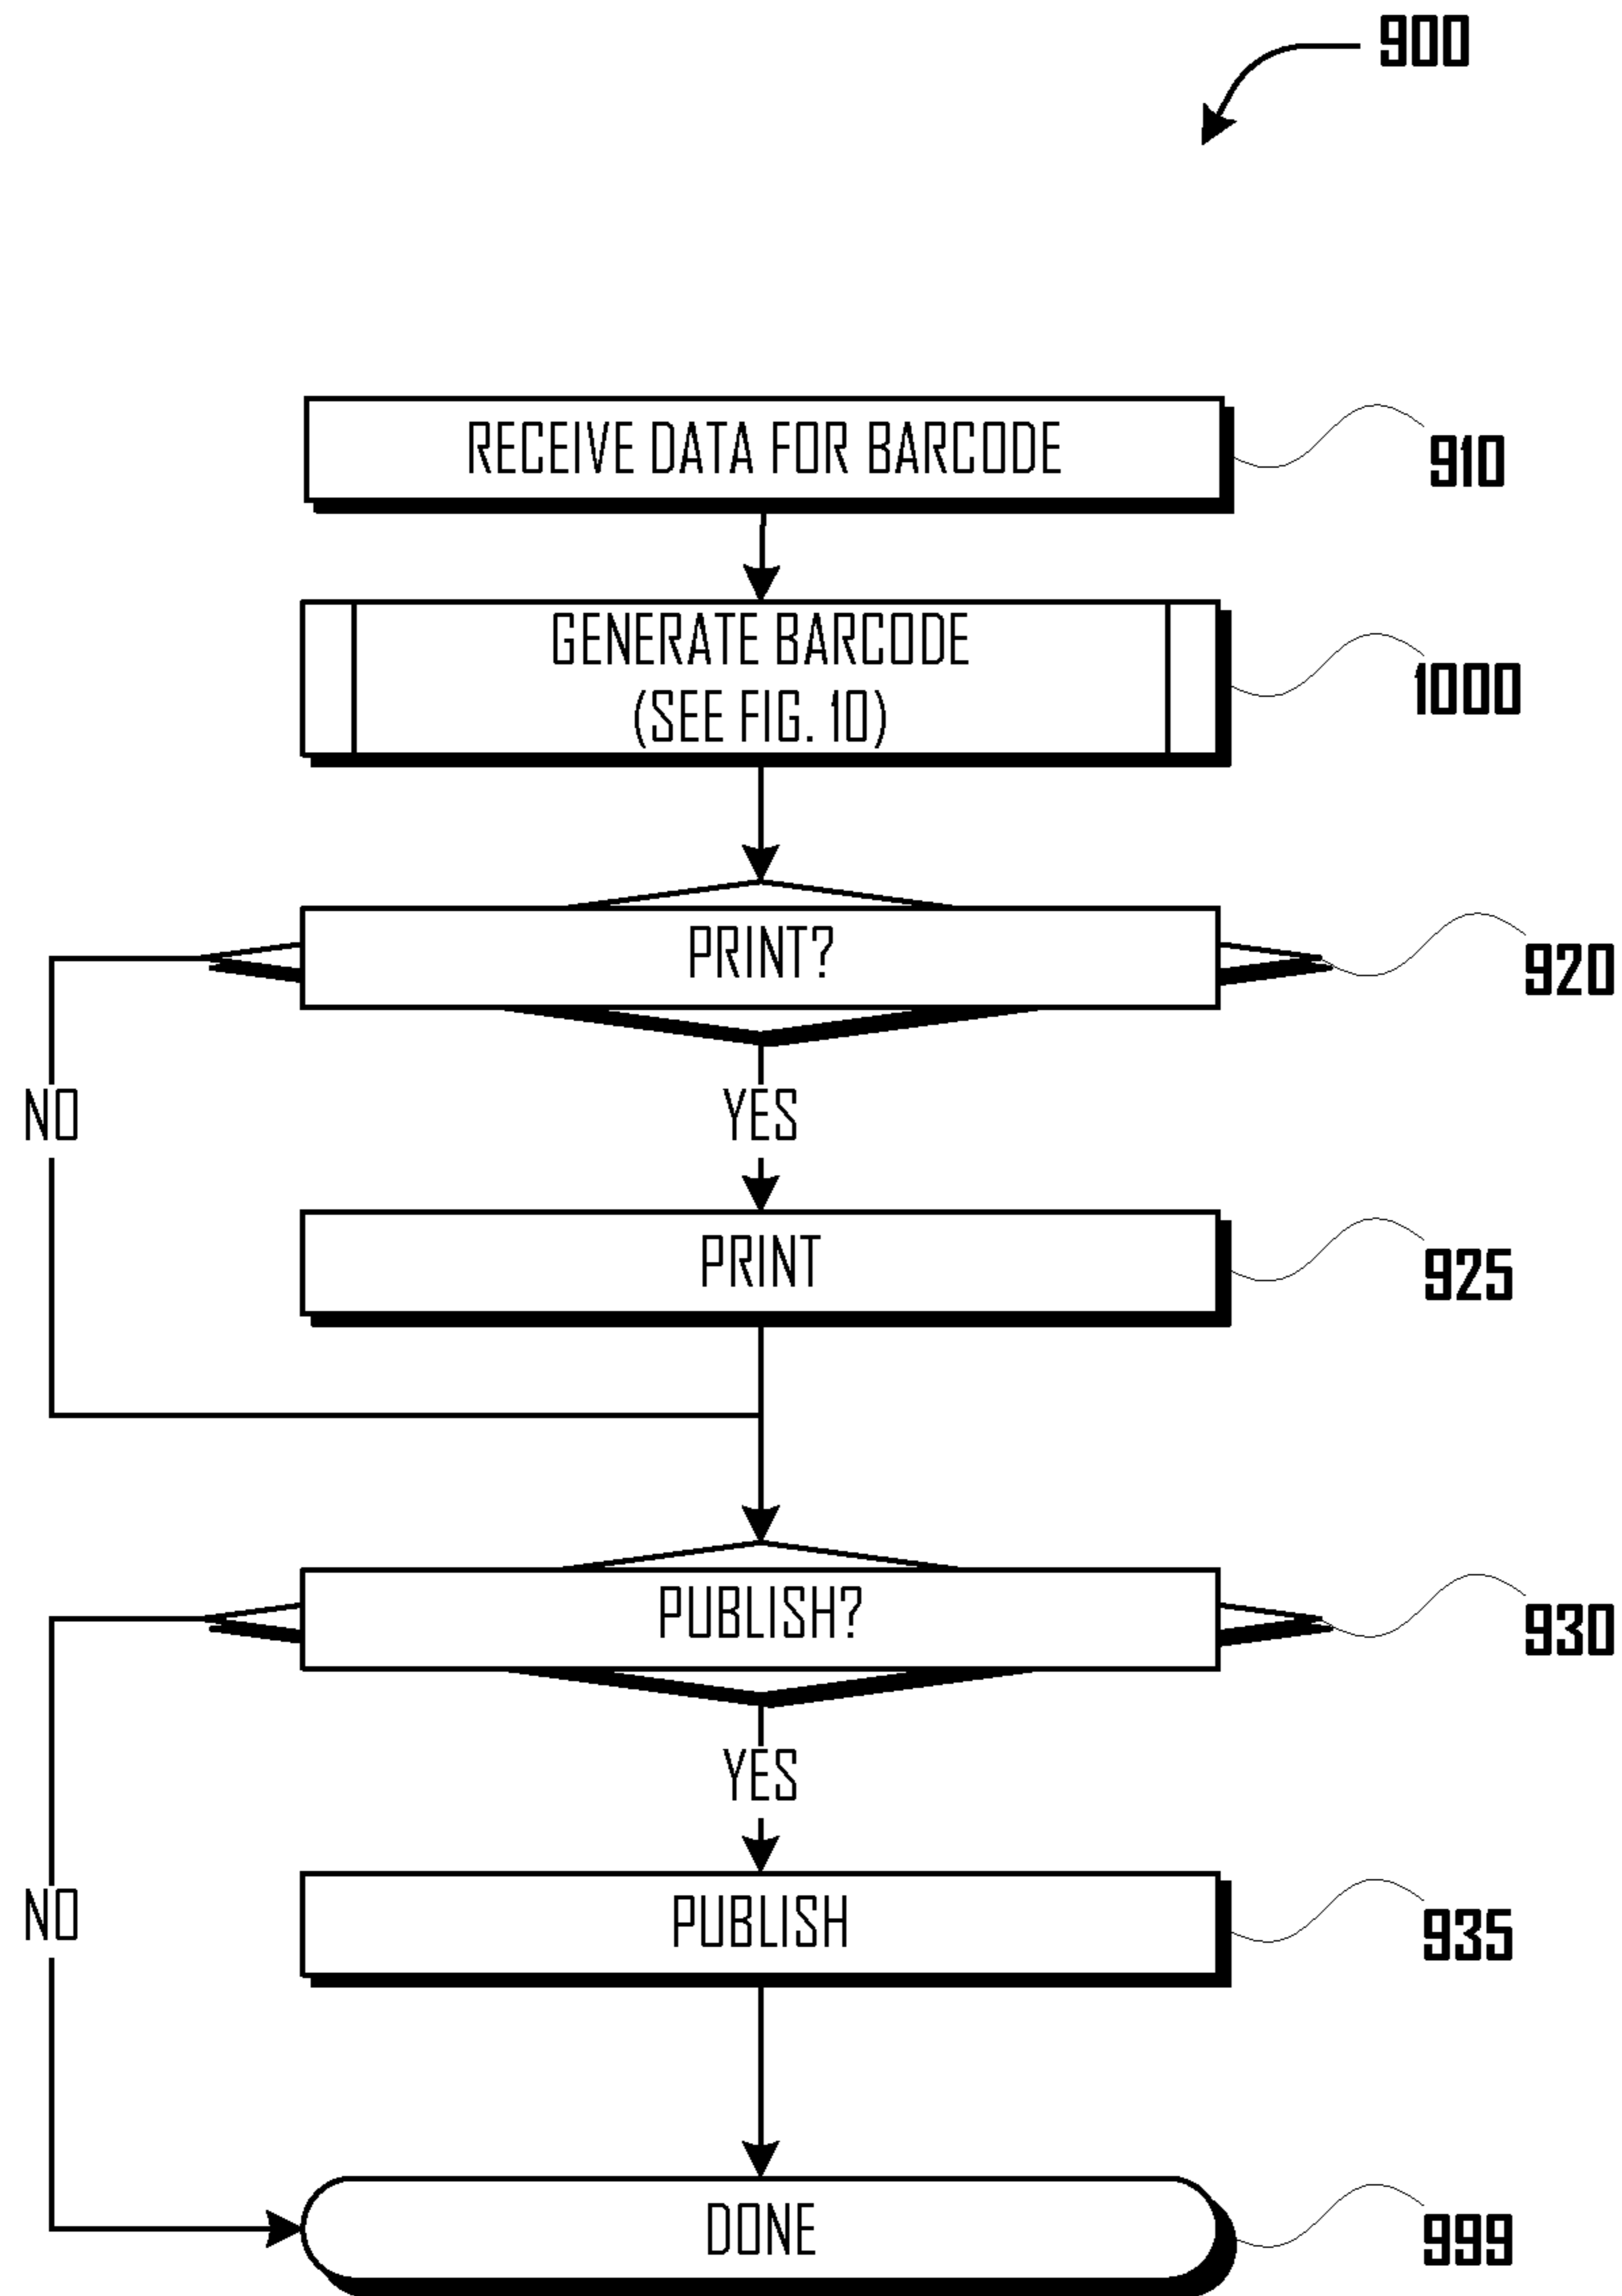 900
RECEIVE DATA FOR BARCODE
910
GENERATE BARCODE
(SEE FIG. 10)
1000
PRINT?
920
NO
YES
PRINT
925
PUBLISH?
930
YES
NO
PUBLISH
935
DONE
999